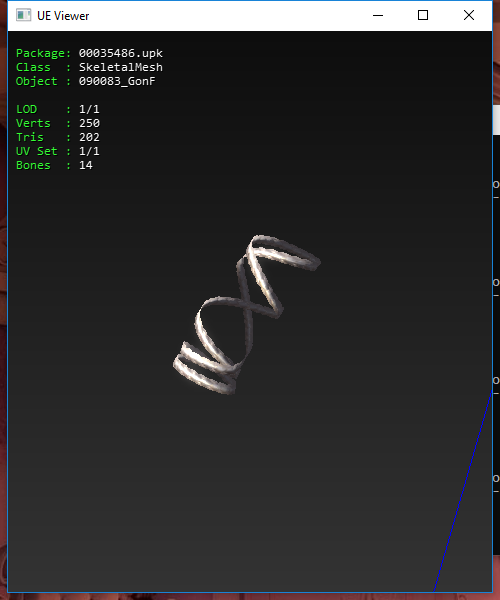 UE Viewer
Package: 00035486.upk
Class  : SkeletalMesh
Object : 090083_GonF
LOD    : 1/1
Verts  : 250
Tris   : 202
UV Set : 1/1
Bones  : 14